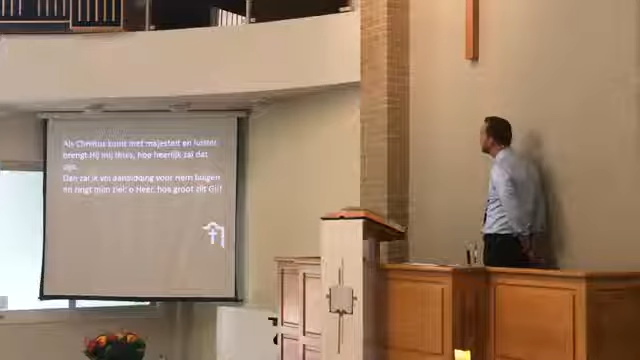 Als Christus komt met majesteit en luister
brengt Hij mij thuis, hoe heerlijk zal dat
zijn.
Dan zal ik vol aanbidding voor Hem buigen
en zingt mijn ziel: o Heer, hoe groot zijt Gij!